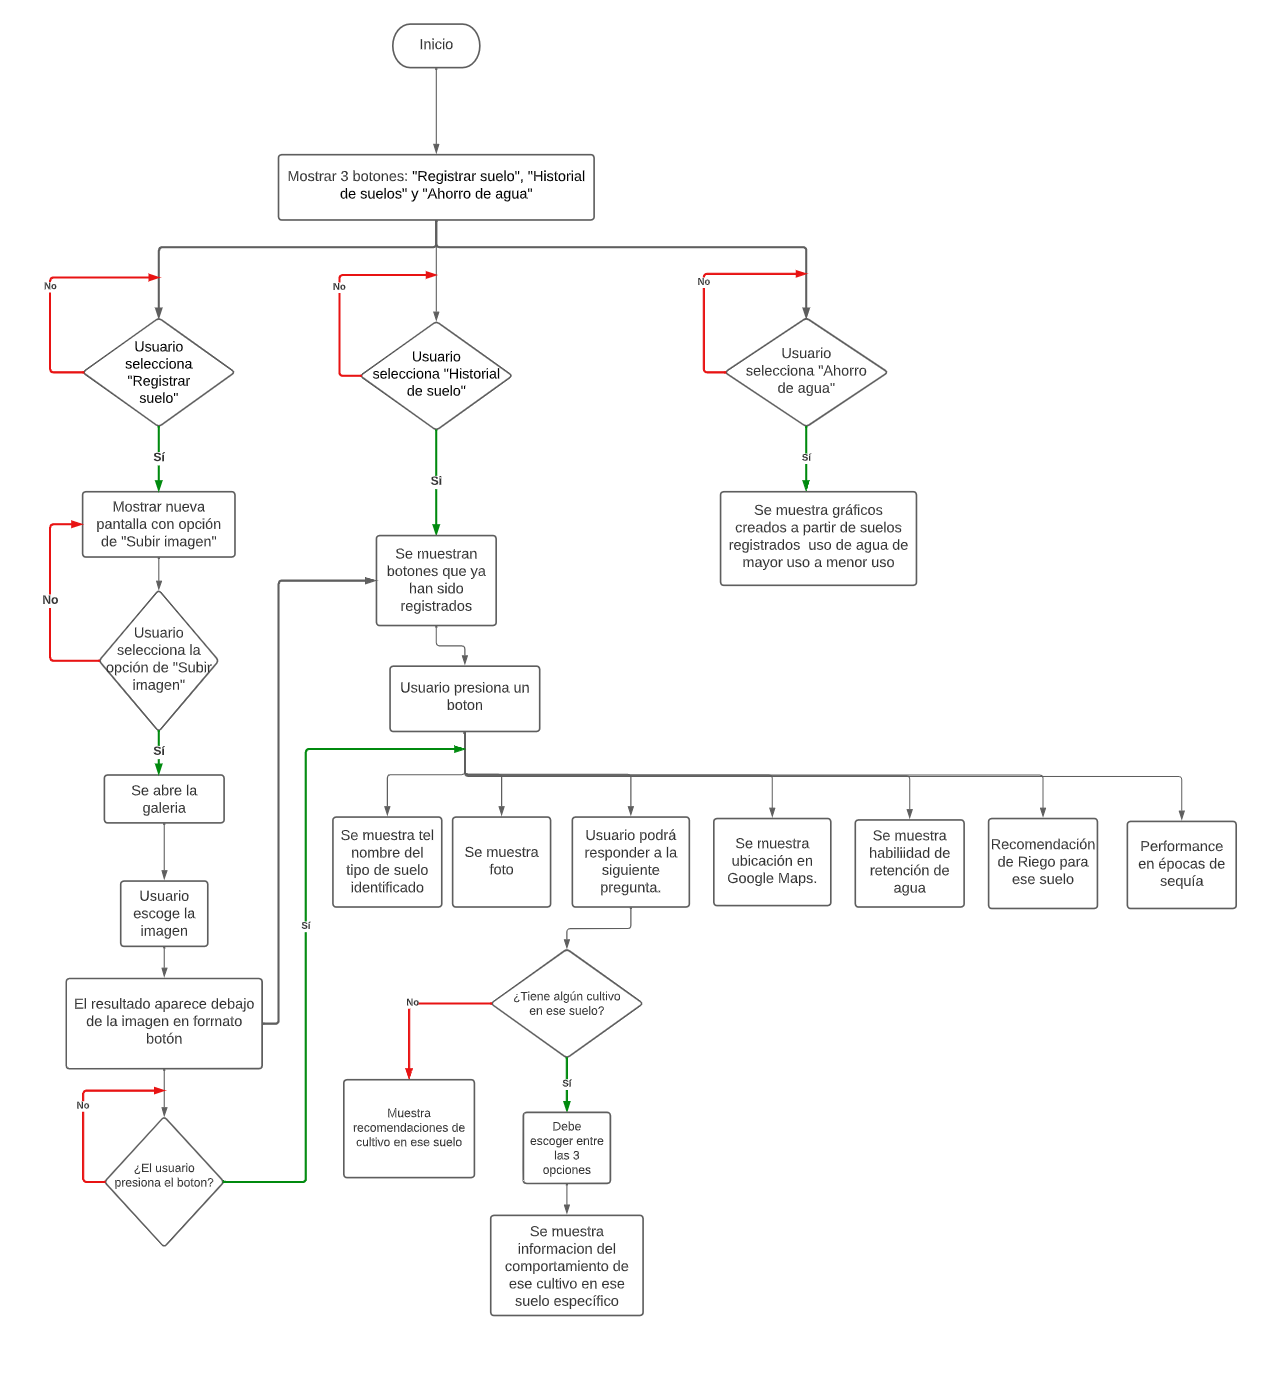 Inicio
Mostrar 3 botones: "Registrar suelo", "Historial
de suelos" y "Ahorro de agua"
No
No
No
Usuario
selecciona
"Registrar
suelo"
Usuario
selecciona "Historial
de suelo"
Usuario
selecciona "Ahorro
de agua"
Sí
Si
Sí
Mostrar nueva
pantalla con opción
de "Subir imagen"
Se muestran
botones que ya
han sido
registrados
Se muestra gráficos
creados a partir de suelos
registrados  uso de agua de
mayor uso a menor uso
No
Usuario
selecciona la
opción de "Subir
imagen"
Usuario presiona un
boton
Sí
Se abre la
galeria
Se muestra tel
nombre del
tipo de suelo
identificado
Se muestra
foto
Usuario podrá
responder a la
siguiente
pregunta.
Se muestra
ubicación en
Google Maps.
Se muestra
habiliidad de
retención de
agua
Recomendación
de Riego para
ese suelo
Performance
en épocas de
sequía
Usuario
escoge la
imagen
Sí
El resultado aparece debajo
de la imagen en formato
botón
No
¿Tiene algún cultivo
en ese suelo?
Sí
No
¿El usuario
presiona el boton?
Muestra
recomendaciones de
cultivo en ese suelo
Debe
escoger entre
las 3
opciones
Se muestra
informacion del
comportamiento de
ese cultivo en ese
suelo específico